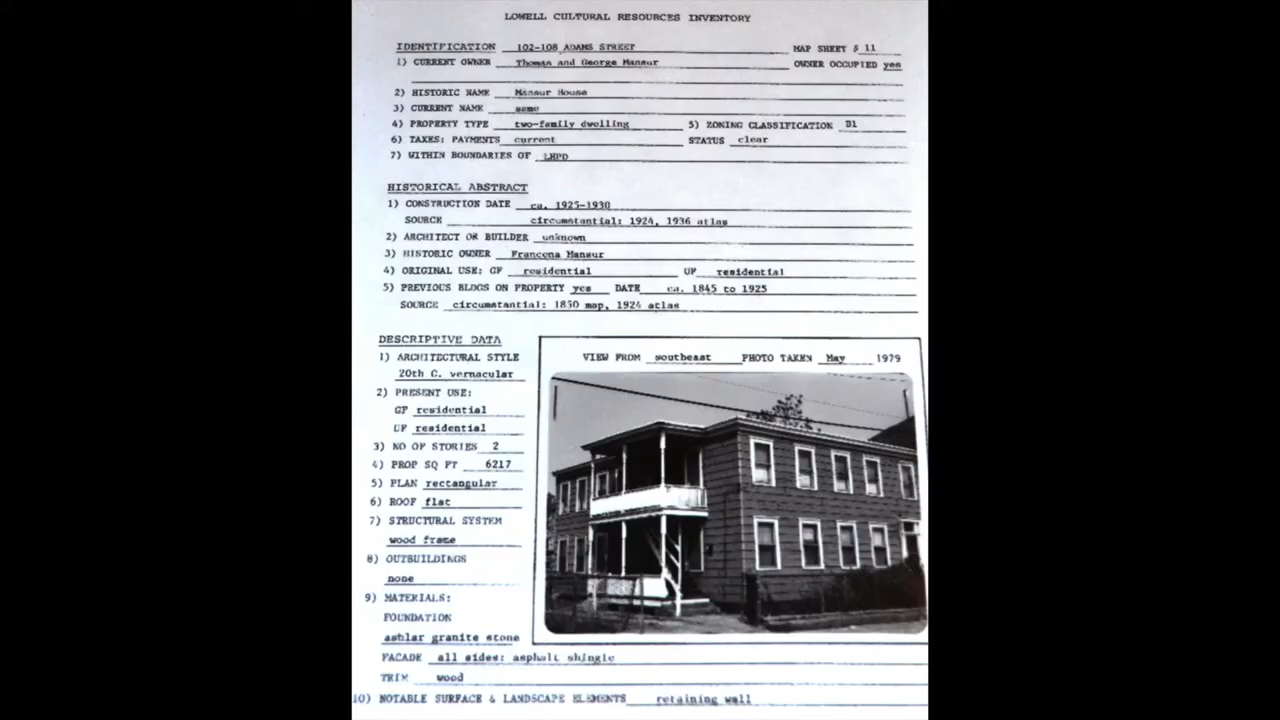 LOWELL CULTURAL RESOURCES INVENTORY
IDENTIFICATION 102-108 ADAMS STREET MAP SHEET # 11
1) CURRENT OWNER Thomas and George Mansur OWNER OCCUPIED yes
2) HISTORIC NAME Mansur House
3) CURRENT NAME same
4) PROPERTY TYPE two-family dwelling 5) ZONING CLASSIFICATION B1
6) TAXES: PAYMENTS current STATUS clear
7) WITHIN BOUNDARIES OF LHPD
HISTORICAL ABSTRACT
1) CONSTRUCTION DATE ca. 1925-1930
SOURCE circumstantial: 1924, 1936 atlas
2) ARCHITECT OR BUILDER unknown
3) HISTORIC OWNER Francena Mansur
4) ORIGINAL USE: GF residential UF residential
5) PREVIOUS BLDGS ON PROPERTY yes DATE ca. 1845 to 1925
SOURCE circumstantial: 1850 map, 1924 atlas
DESCRIPTIVE DATA
1) ARCHITECTURAL STYLE
20th C. vernacular
2) PRESENT USE:
GF residential
UF residential
3) NO OF STORIES 2
4) PROP SQ FT 6217
5) PLAN rectangular
6) ROOF flat
7) STRUCTURAL SYSTEM
wood frame
8) OUTBUILDINGS
none
9) MATERIALS:
FOUNDATION
ashlar granite stone
VIEW FROM southeast PHOTO TAKEN May 1979
FACADE all sides: asphalt shingle
TRIM wood
10) NOTABLE SURFACE & LANDSCAPE ELEMENTS retaining wall